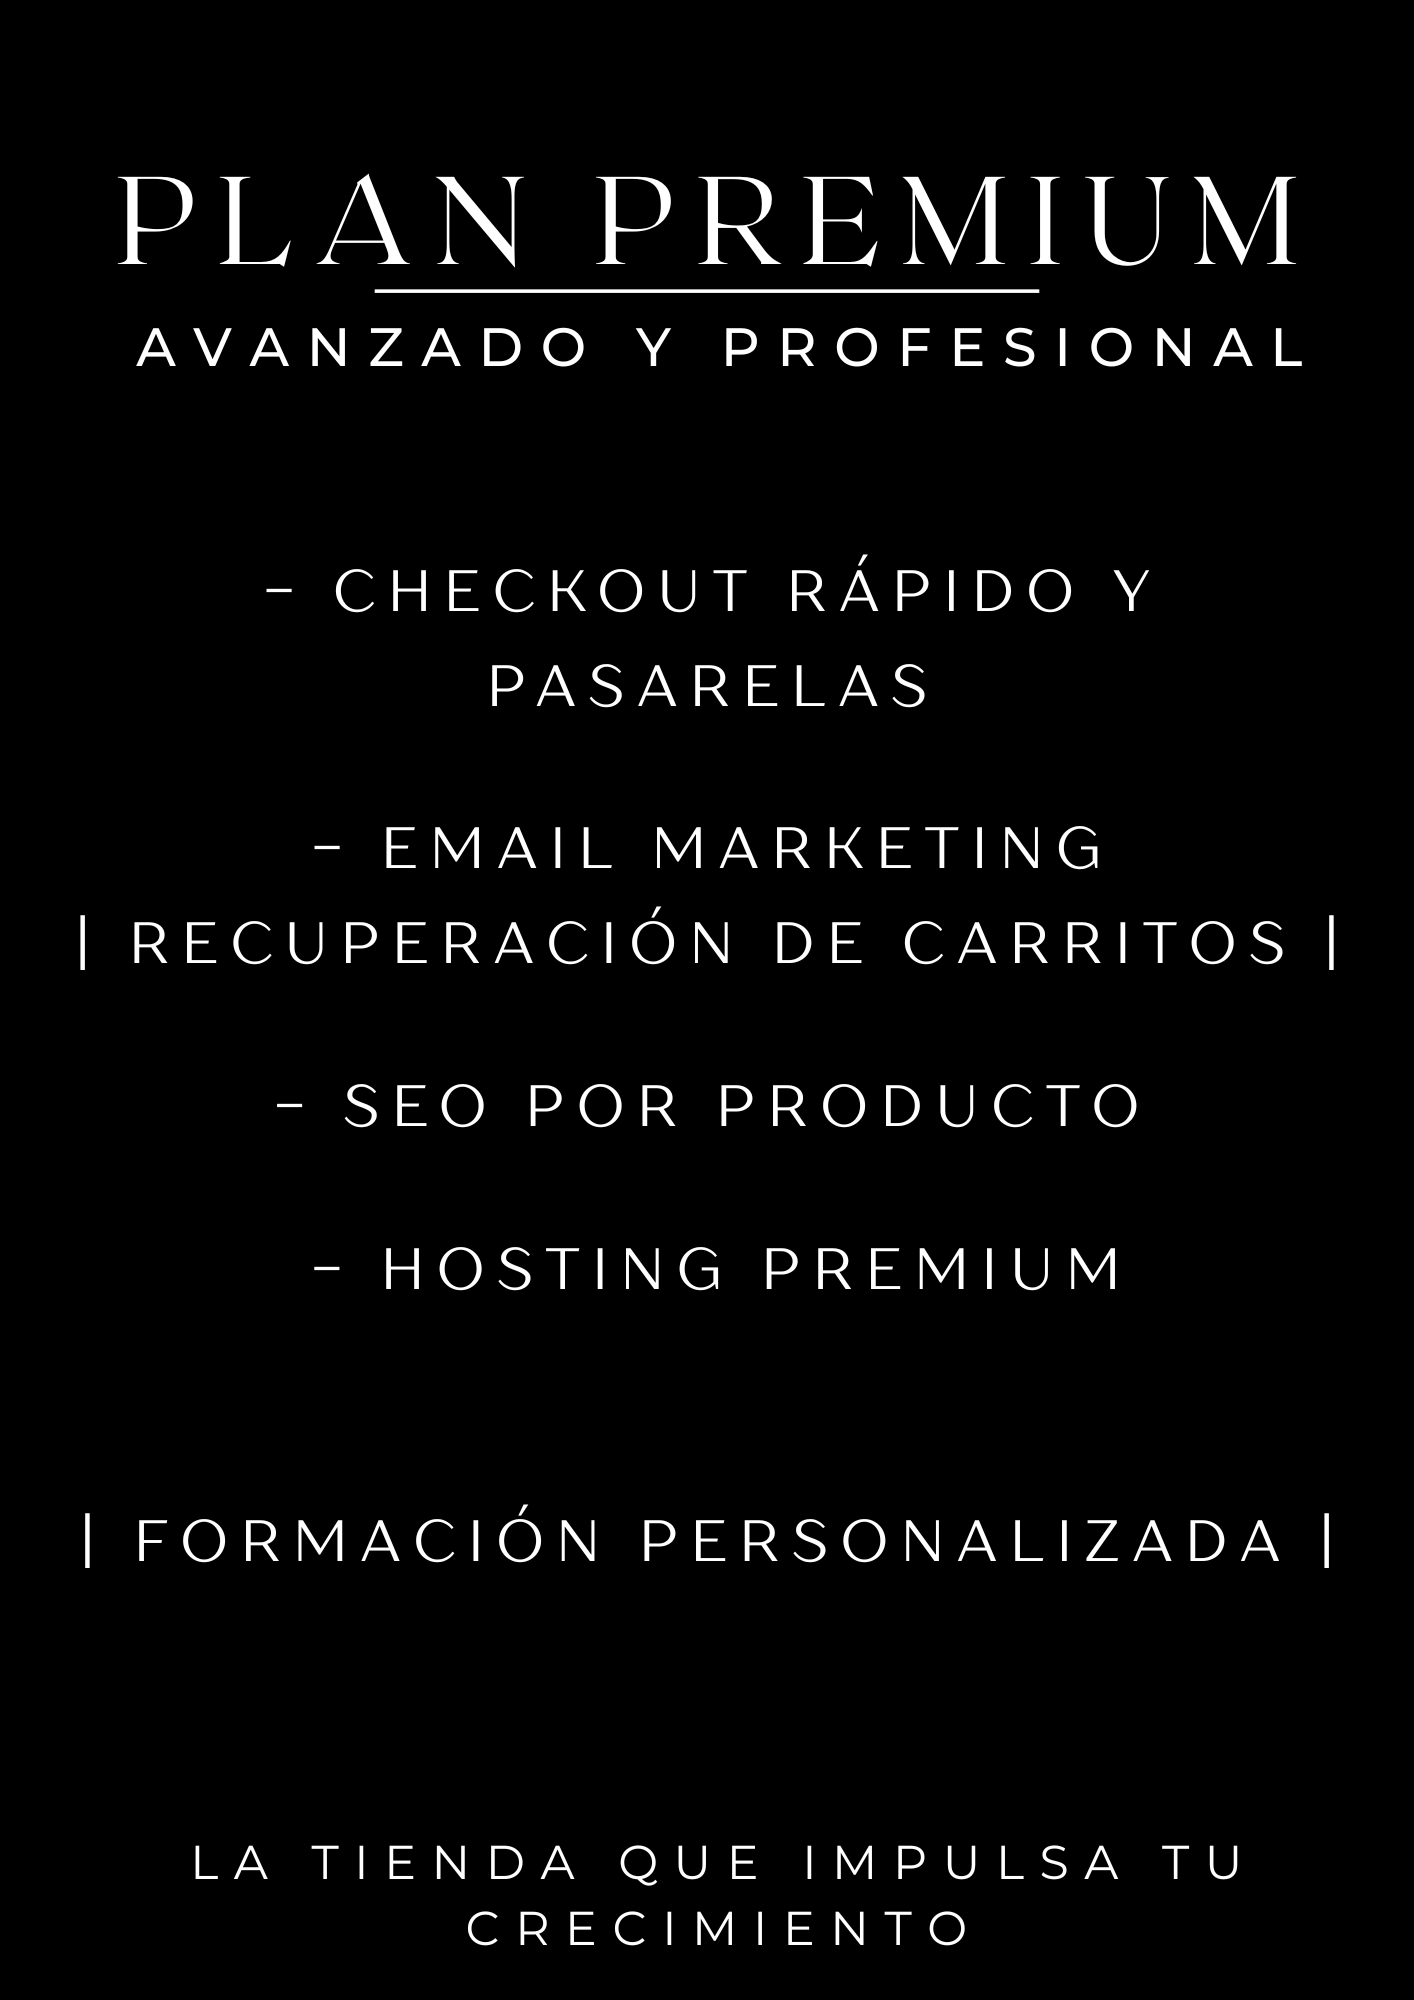 PLAN PREMIUM
AVANZADO Y PROFESIONAL
- CHECKOUT RÁPIDO Y
PASARELAS
- EMAIL MARKETING
| RECUPERACIÓN DE CARRITOS |
- SEO POR PRODUCTO
- HOSTING PREMIUM
| FORMACIÓN PERSONALIZADA |
LA TIENDA QUE IMPULSA TU
CRECIMIENTO